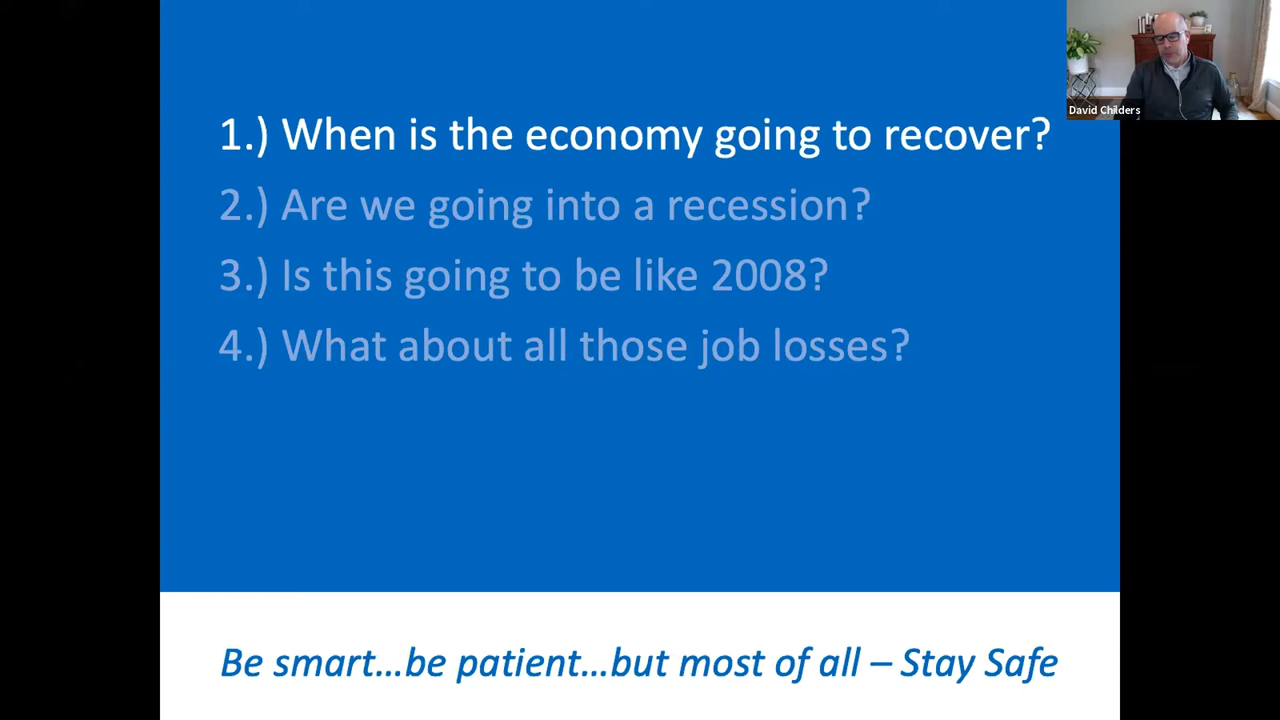 David Childers
1.) When is the economy going to recover?
2.) Are we going into a recession?
3.) Is this going to be like 2008?
4.) What about all those job losses?
Be smart…be patient…but most of all – Stay Safe